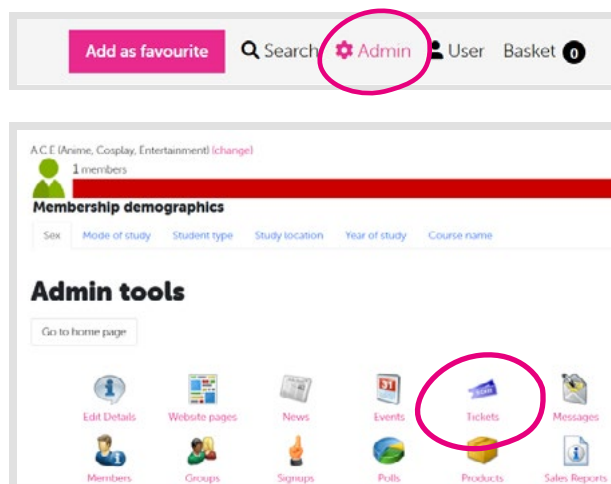 Add as favourite Search Admin User Basket 0
A.C.E (Anime, Cosplay, Entertainment) (change)
1 members
Membership demographics
Sex Mode of study Student type Study location Year of study Course name
Admin tools
Go to home page
31
Edit Details Website pages News Events Tickets Messages
Members Groups Signups Polls Products Sales Reports